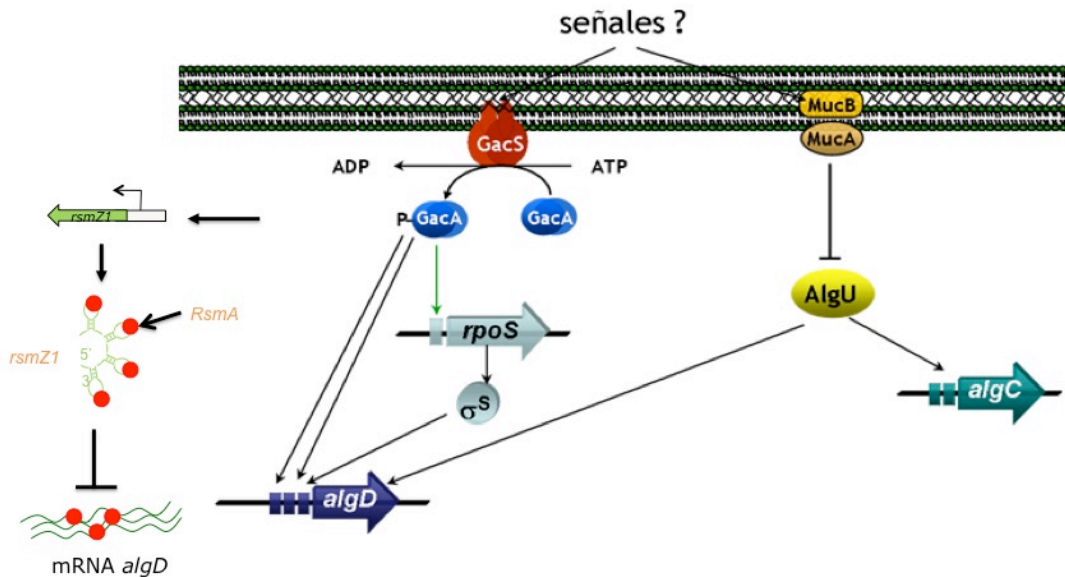 señales ?
MucB
MucA
GacS
ADP
ATP
rsmZ1
P
GacA
GacA
AlgU
RsmA
rsmZ1
5'
3'
rpoS
σS
algC
algD
mRNA algD